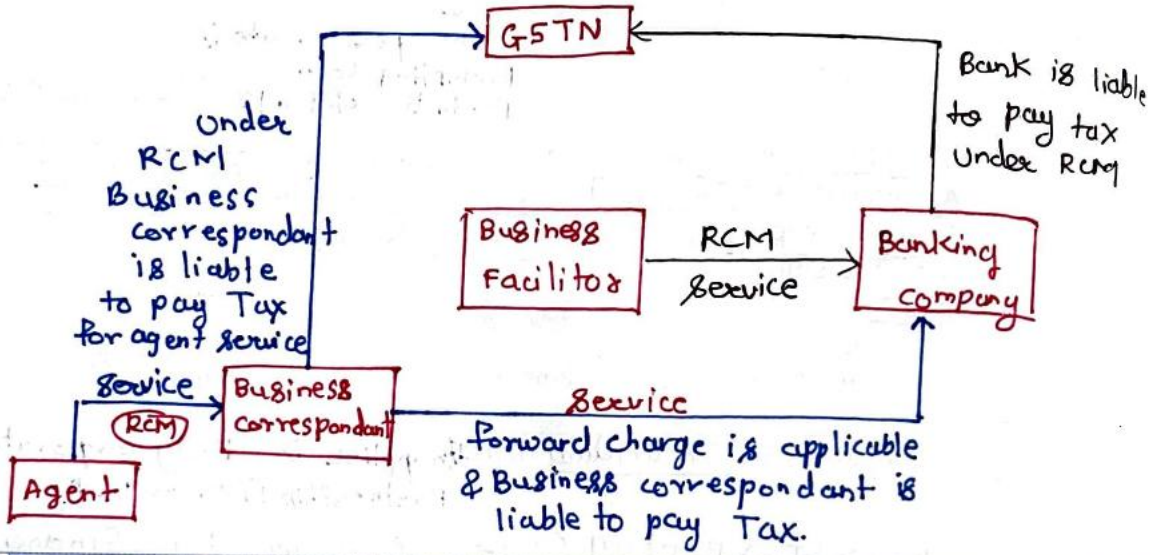 GSTN
Bank is liable
to pay tax
under RCM
under
RCM
Business
correspondant
is liable
to pay Tax
for agent service
Business
Facilitor
RCM
Service
Banking
company
Service
RCM
Business
correspondant
Service
forward charge is applicable
& Business correspondant is
liable to pay Tax.
Agent